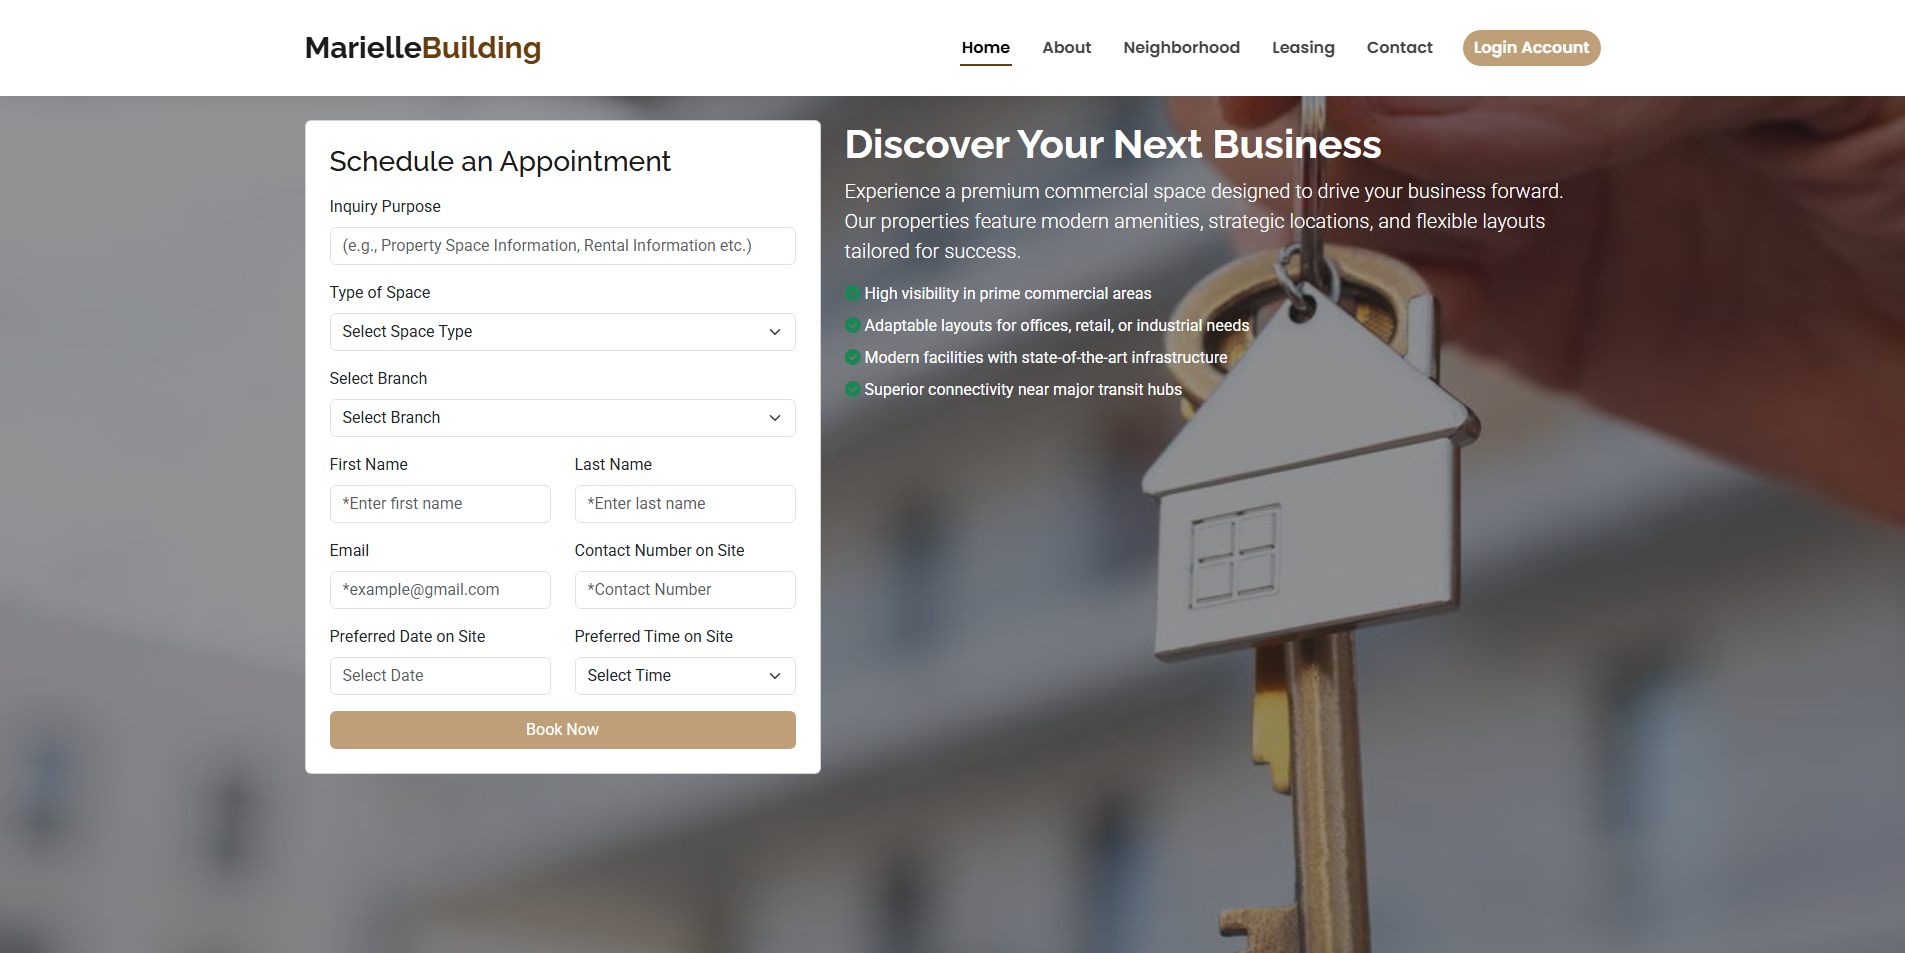 MarielleBuilding
Home About Neighborhood Leasing Contact Login Account
Schedule an Appointment
Inquiry Purpose
(e.g., Property Space Information, Rental Information etc.)
Type of Space
Select Space Type
Select Branch
Select Branch
First Name Last Name
*Enter first name *Enter last name
Email Contact Number on Site
*example@gmail.com *Contact Number
Preferred Date on Site Preferred Time on Site
Select Date Select Time
Book Now
Discover Your Next Business
Experience a premium commercial space designed to drive your business forward.
Our properties feature modern amenities, strategic locations, and flexible layouts
tailored for success.
High visibility in prime commercial areas
Adaptable layouts for offices, retail, or industrial needs
Modern facilities with state-of-the-art infrastructure
Superior connectivity near major transit hubs